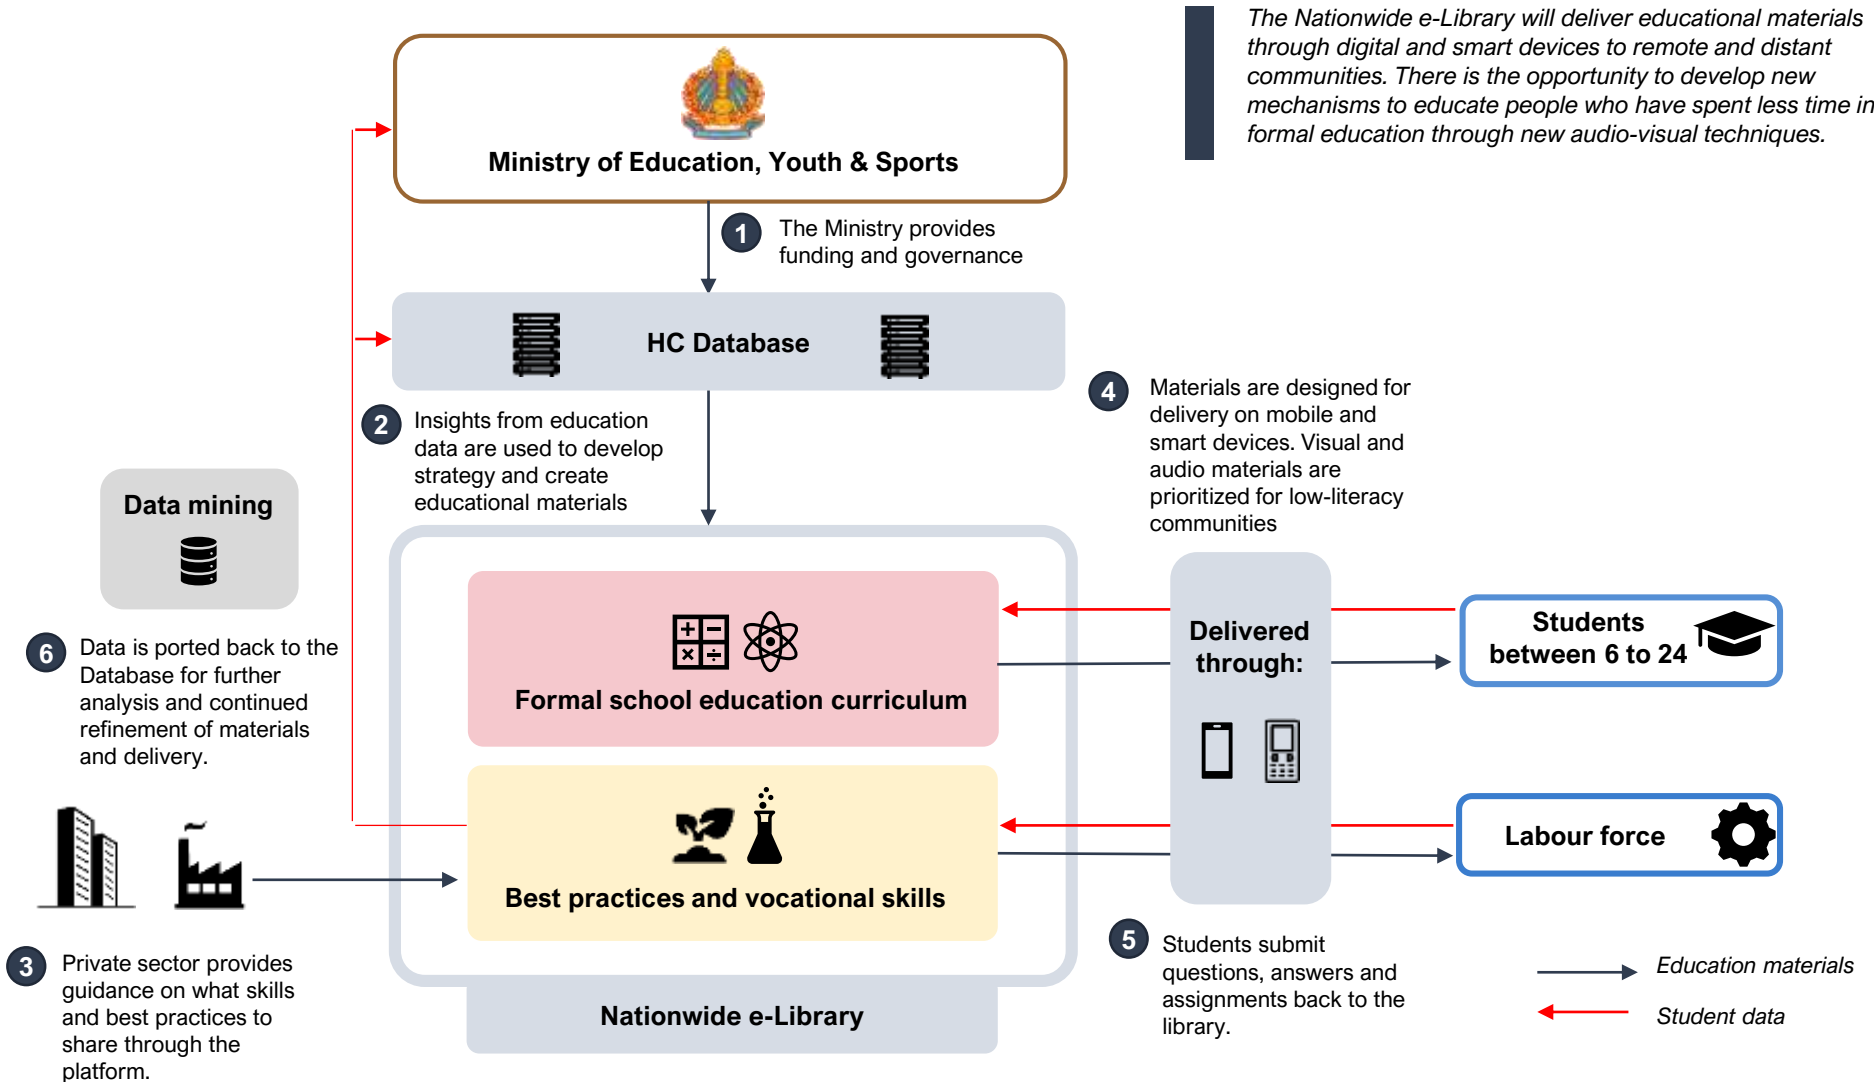 The Nationwide e-Library will deliver educational materials
through digital and smart devices to remote and distant
communities. There is the opportunity to develop new
mechanisms to educate people who have spent less time in
formal education through new audio-visual techniques.
Ministry of Education, Youth & Sports
1
The Ministry provides
funding and governance
HC Database
2
Insights from education
data are used to develop
strategy and create
educational materials
4
Materials are designed for
delivery on mobile and
smart devices. Visual and
audio materials are
prioritized for low-literacy
communities
Data mining
6
Data is ported back to the
Database for further
analysis and continued
refinement of materials
and delivery.
Formal school education curriculum
Delivered
through:
Students
between 6 to 24
Best practices and vocational skills
Labour force
3
Private sector provides
guidance on what skills
and best practices to
share through the
platform.
Nationwide e-Library
5
Students submit
questions, answers and
assignments back to the
library.
Education materials
Student data